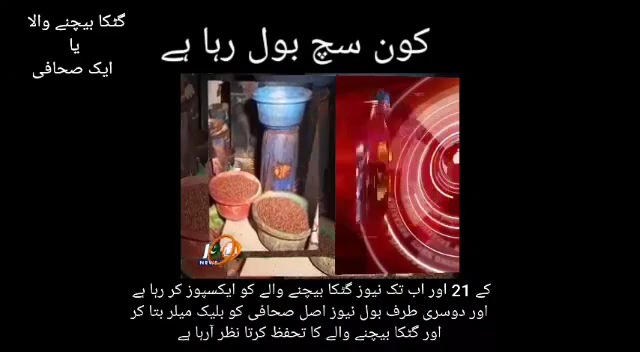 گٹکا بیچنے والا
یا
ایک صحافی
کون سچ بول رہا ہے
NEWS
کے 21 اور اب تک نیوز گٹکا بیچنے والے کو ایکسپوز کر رہا ہے
اور دوسری طرف بول نیوز اصل صحافی کو بلیک میلر بتا کر
اور گٹکا بیچنے والے کا تحفظ کرتا نظر آرہا ہے